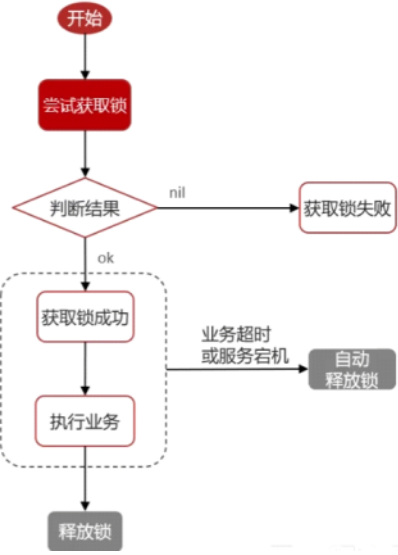 开始
尝试获取锁
判断结果
nil
获取锁失败
ok
获取锁成功
业务超时
或服务宕机
自动
释放锁
执行业务
释放锁